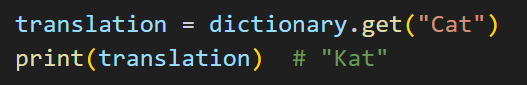 translation = dictionary.get("Cat")
print(translation)  # "Kat"